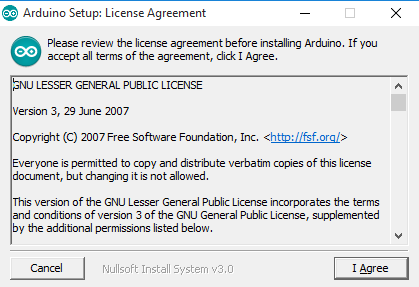 Arduino Setup: License Agreement
Please review the license agreement before installing Arduino. If you
accept all terms of the agreement, click I Agree.
GNU LESSER GENERAL PUBLIC LICENSE
Version 3, 29 June 2007
Copyright (C) 2007 Free Software Foundation, Inc. <http://fsf.org/>
Everyone is permitted to copy and distribute verbatim copies of this license
document, but changing it is not allowed.
This version of the GNU Lesser General Public License incorporates the terms
and conditions of version 3 of the GNU General Public License, supplemented
by the additional permissions listed below.
Cancel
Nullsoft Install System v3.0
I Agree